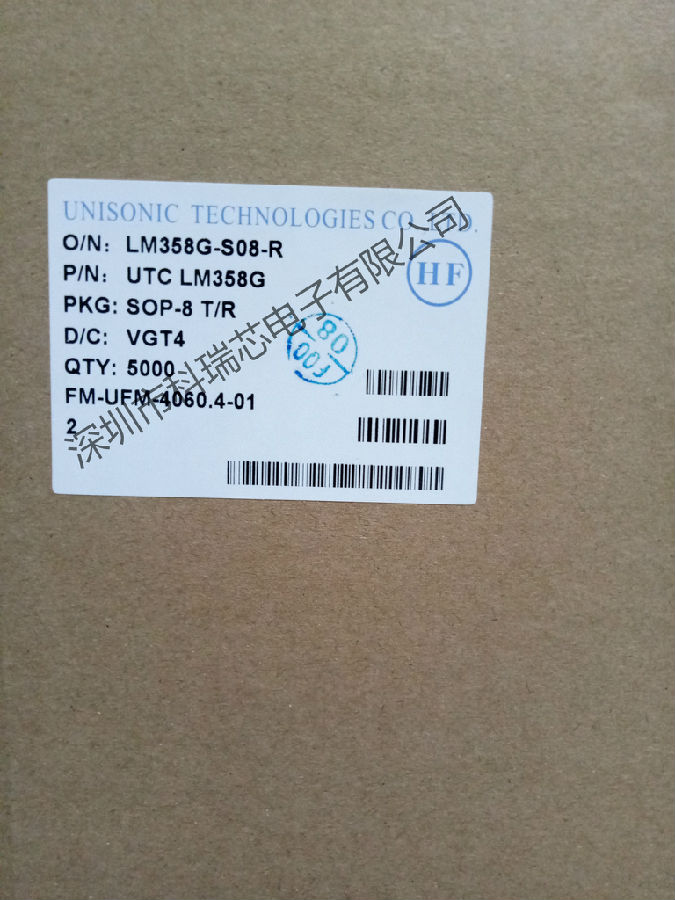 UNISONIC TECHNOLOGIES CO., LTD.
O/N: LM358G-S08-R
P/N: UTC LM358G
HF
PKG: SOP-8 T/R
D/C: VGT4
QTY: 5000
FM-UFM-4060.4-01
2
深圳市科瑞芯电子有限公司